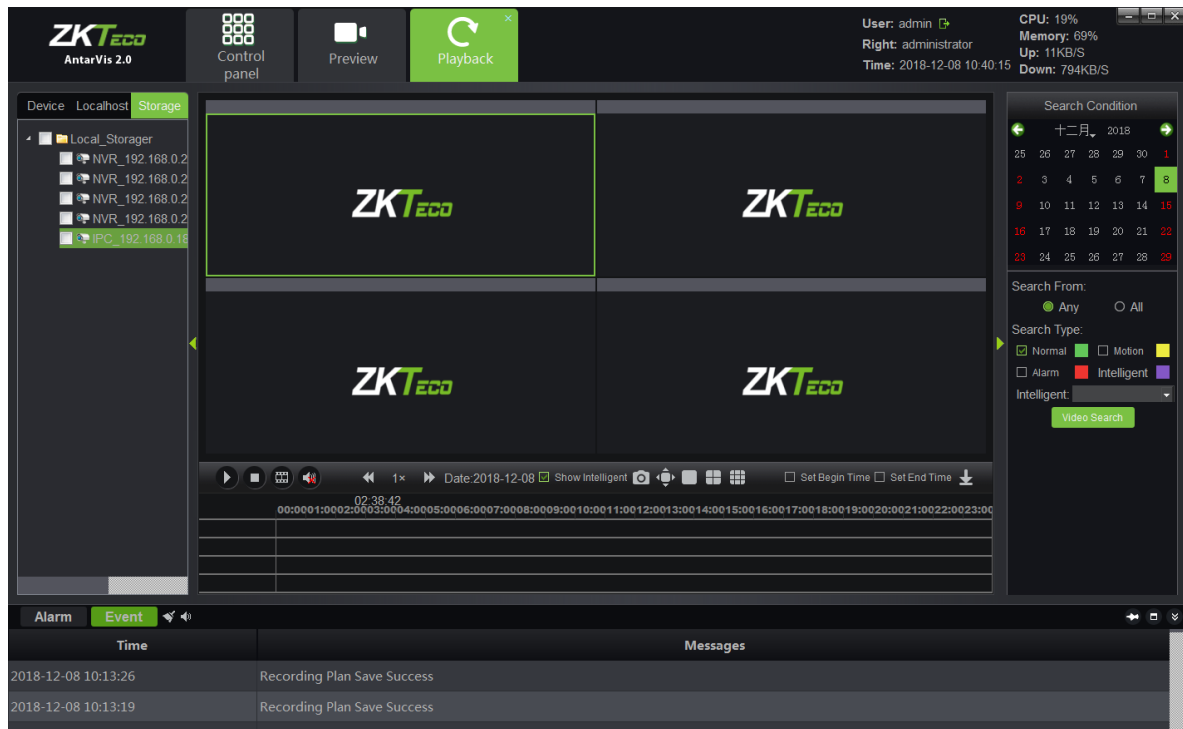 ZKTeco
AntarVis 2.0
Control
panel
Preview
Playback
User: admin
Right: administrator
Time: 2018-12-08 10:40:15
CPU: 19%
Memory: 69%
Up: 11KB/S
Down: 794KB/S
Device Localhost Storage
Local_Storager
NVR_192.168.0.2
NVR_192.168.0.2
NVR_192.168.0.2
NVR_192.168.0.2
IPC_192.168.0.18
ZKTeco
ZKTeco
ZKTeco
ZKTeco
1× Date:2018-12-08 Show Intelligent Set Begin Time Set End Time
02:38:42
00:0001:0002:0003:0004:0005:0006:0007:0008:0009:0010:0011:0012:0013:0014:0015:0016:0017:0018:0019:0020:0021:0022:0023:00
Search Condition
十二月 2018
25 26 27 28 29 30 1
2 3 4 5 6 7 8
9 10 11 12 13 14 15
16 17 18 19 20 21 22
23 24 25 26 27 28 29
Search From:
Any All
Search Type:
Normal Motion
Alarm Intelligent
Intelligent:
Video Search
Alarm Event
Time Messages
2018-12-08 10:13:26 Recording Plan Save Success
2018-12-08 10:13:19 Recording Plan Save Success